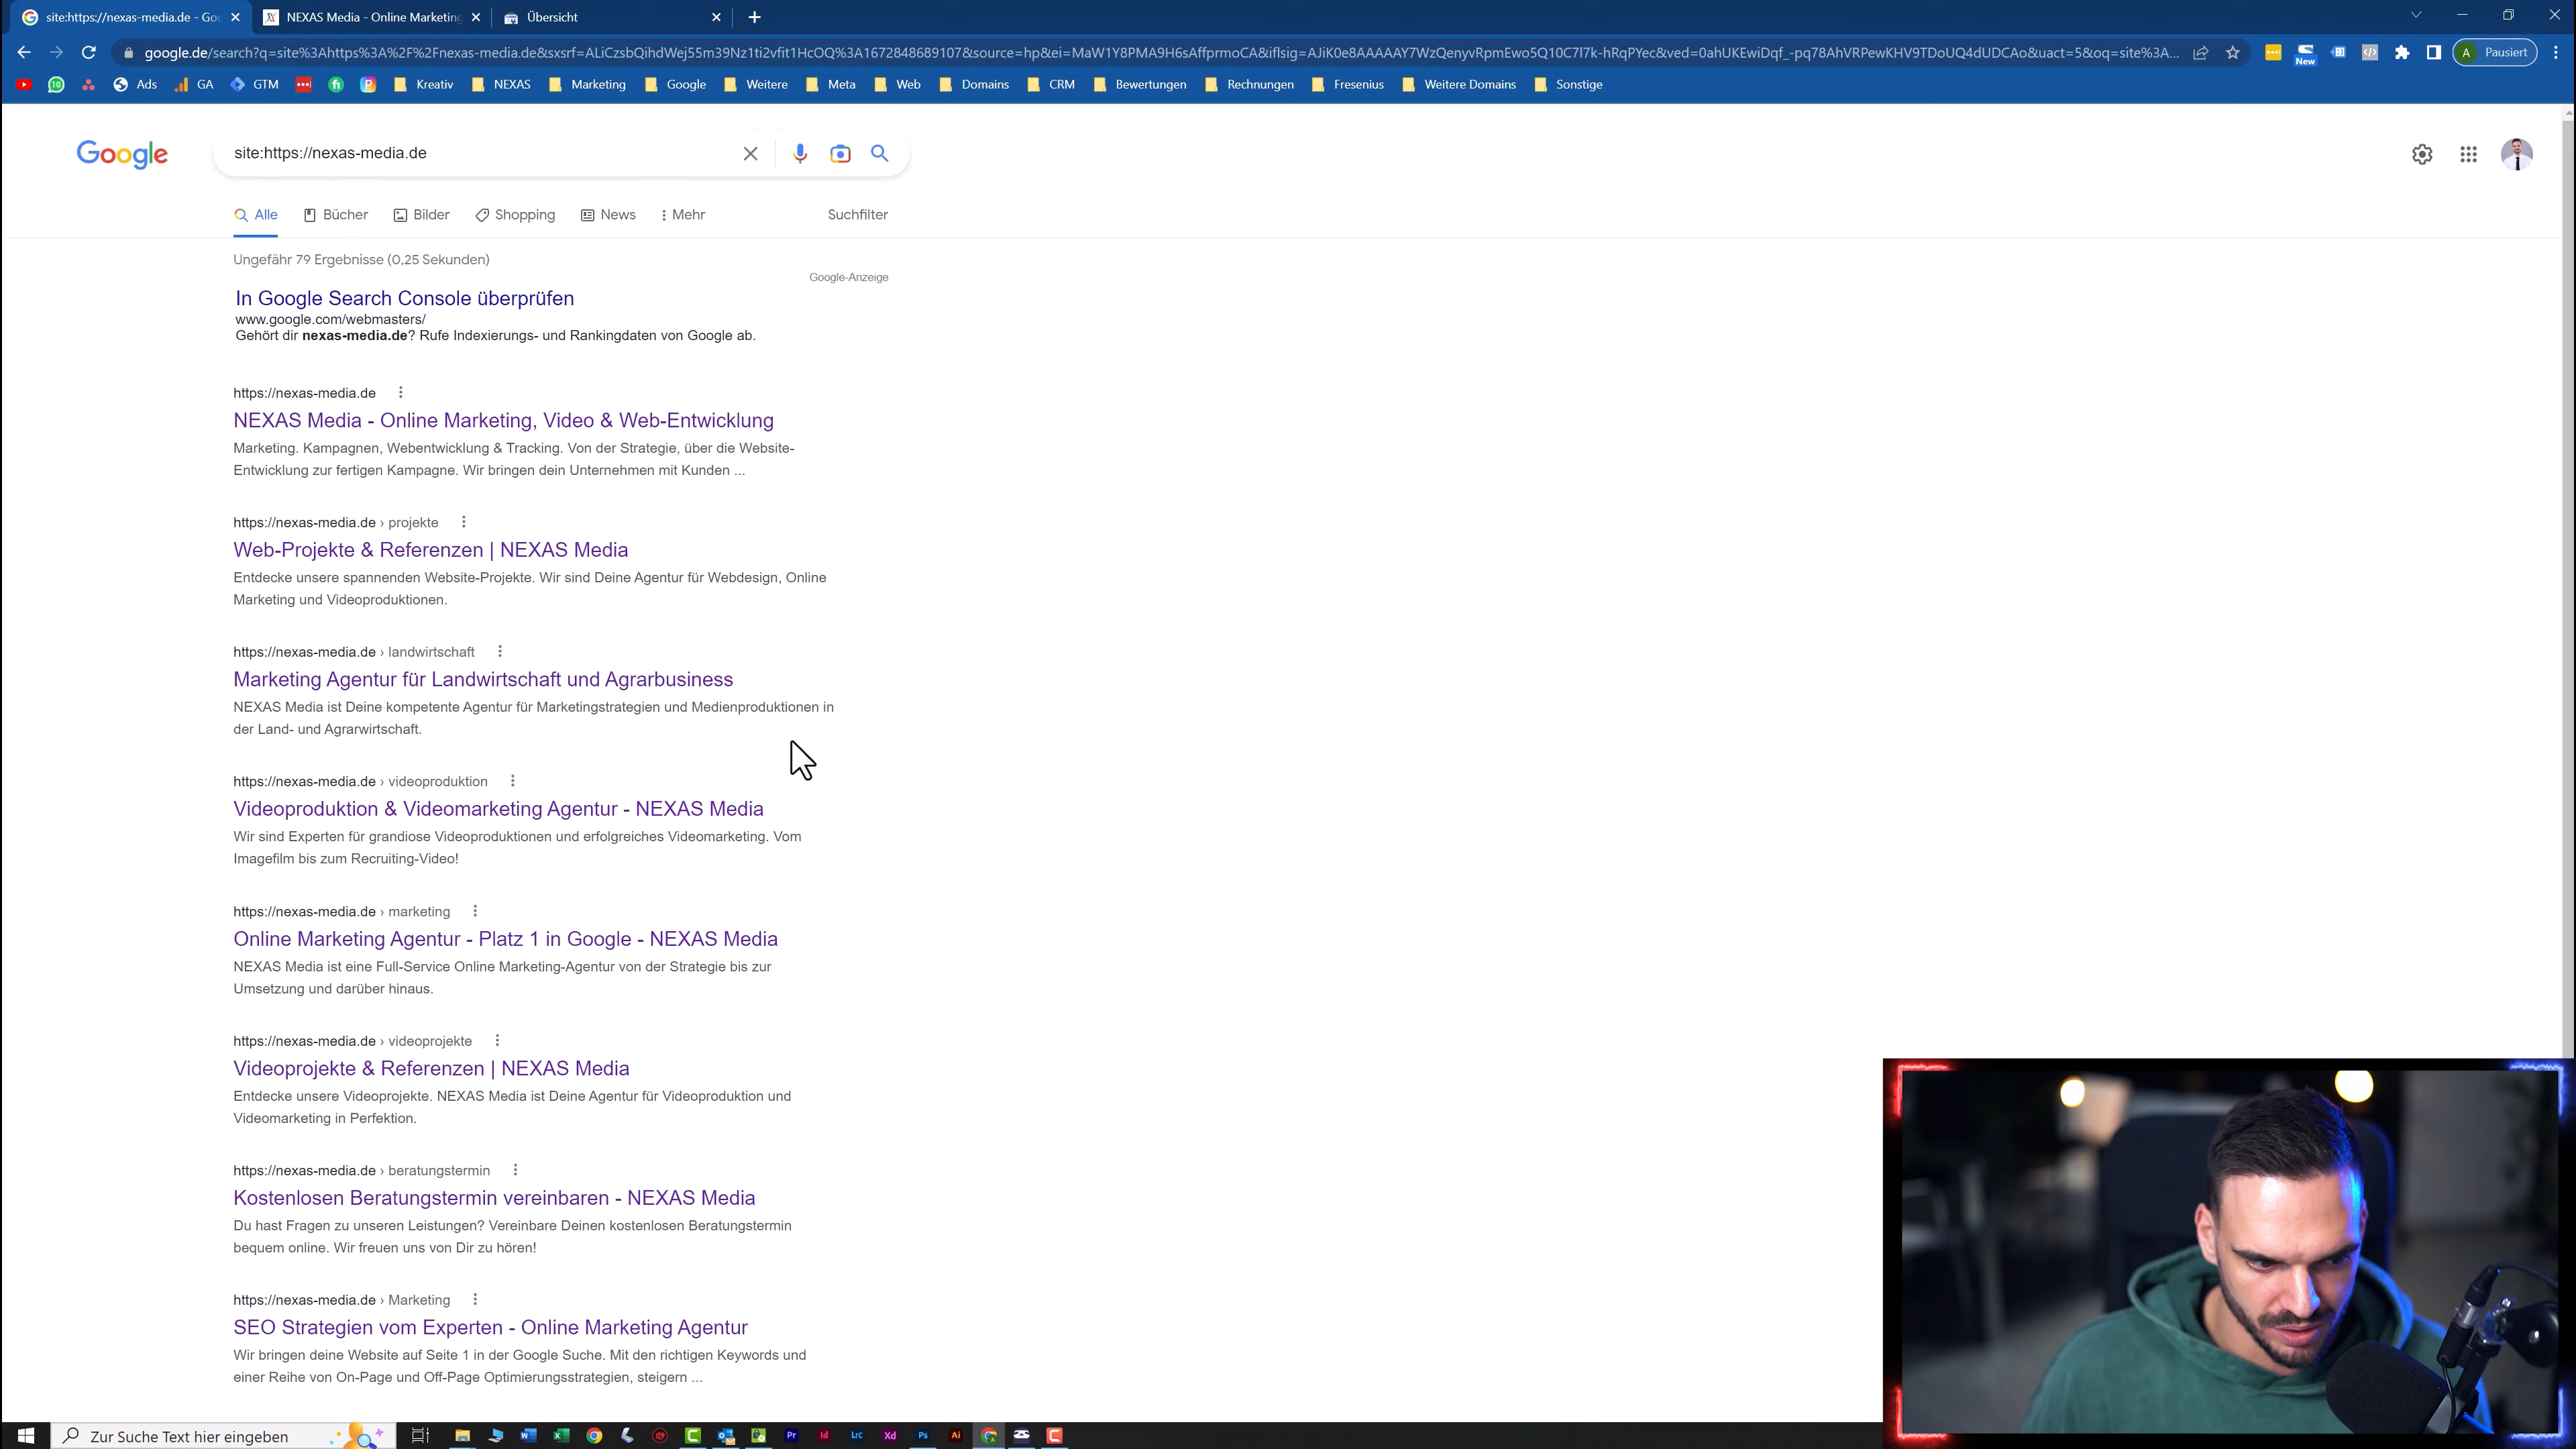 site:https://nexas-media.de - Goo
NEXAS Media - Online Marketing
Übersicht
google.de/search?q=site%3Ahttps%3A%2F%2Fnexas-media.de&sxsrf=ALiCzsbQihdWej55m39Nz1ti2vfit1HcOQ%3A1672848689107&source=hp&ei=MaW1Y8PMA9H6sAffprmoCA&iflsig=AJiK0e8AAAAAY7WzQenyvRpmEwo5Q10C7l7k-hRqPYec&ved=0ahUKEwiDqf_-pq78AhVRPewKHV9TDoUQ4dUDCAo&uact=5&oq=site%3A...
New
A Pausiert
10 Ads GA GTM Kreativ NEXAS Marketing Google Weitere Meta Web Domains CRM Bewertungen Rechnungen Fresenius Weitere Domains Sonstige
Google
site:https://nexas-media.de
Alle Bücher Bilder Shopping News Mehr Suchfilter
Ungefähr 79 Ergebnisse (0,25 Sekunden)
Google-Anzeige
In Google Search Console überprüfen
www.google.com/webmasters/
Gehört dir nexas-media.de? Rufe Indexierungs- und Rankingdaten von Google ab.
https://nexas-media.de
NEXAS Media - Online Marketing, Video & Web-Entwicklung
Marketing. Kampagnen, Webentwicklung & Tracking. Von der Strategie, über die Website-
Entwicklung zur fertigen Kampagne. Wir bringen dein Unternehmen mit Kunden ...
https://nexas-media.de › projekte
Web-Projekte & Referenzen | NEXAS Media
Entdecke unsere spannenden Website-Projekte. Wir sind Deine Agentur für Webdesign, Online
Marketing und Videoproduktionen.
https://nexas-media.de › landwirtschaft
Marketing Agentur für Landwirtschaft und Agrarbusiness
NEXAS Media ist Deine kompetente Agentur für Marketingstrategien und Medienproduktionen in
der Land- und Agrarwirtschaft.
https://nexas-media.de › videoproduktion
Videoproduktion & Videomarketing Agentur - NEXAS Media
Wir sind Experten für grandiose Videoproduktionen und erfolgreiches Videomarketing. Vom
Imagefilm bis zum Recruiting-Video!
https://nexas-media.de › marketing
Online Marketing Agentur - Platz 1 in Google - NEXAS Media
NEXAS Media ist eine Full-Service Online Marketing-Agentur von der Strategie bis zur
Umsetzung und darüber hinaus.
https://nexas-media.de › videoprojekte
Videoprojekte & Referenzen | NEXAS Media
Entdecke unsere Videoprojekte. NEXAS Media ist Deine Agentur für Videoproduktion und
Videomarketing in Perfektion.
https://nexas-media.de › beratungstermin
Kostenlosen Beratungstermin vereinbaren - NEXAS Media
Du hast Fragen zu unseren Leistungen? Vereinbare Deinen kostenlosen Beratungstermin
bequem online. Wir freuen uns von Dir zu hören!
https://nexas-media.de › Marketing
SEO Strategien vom Experten - Online Marketing Agentur
Wir bringen deine Website auf Seite 1 in der Google Suche. Mit den richtigen Keywords und
einer Reihe von On-Page und Off-Page Optimierungsstrategien, steigern ...
Zur Suche Text hier eingeben
Pr Id Lrc Xd Ps Ai